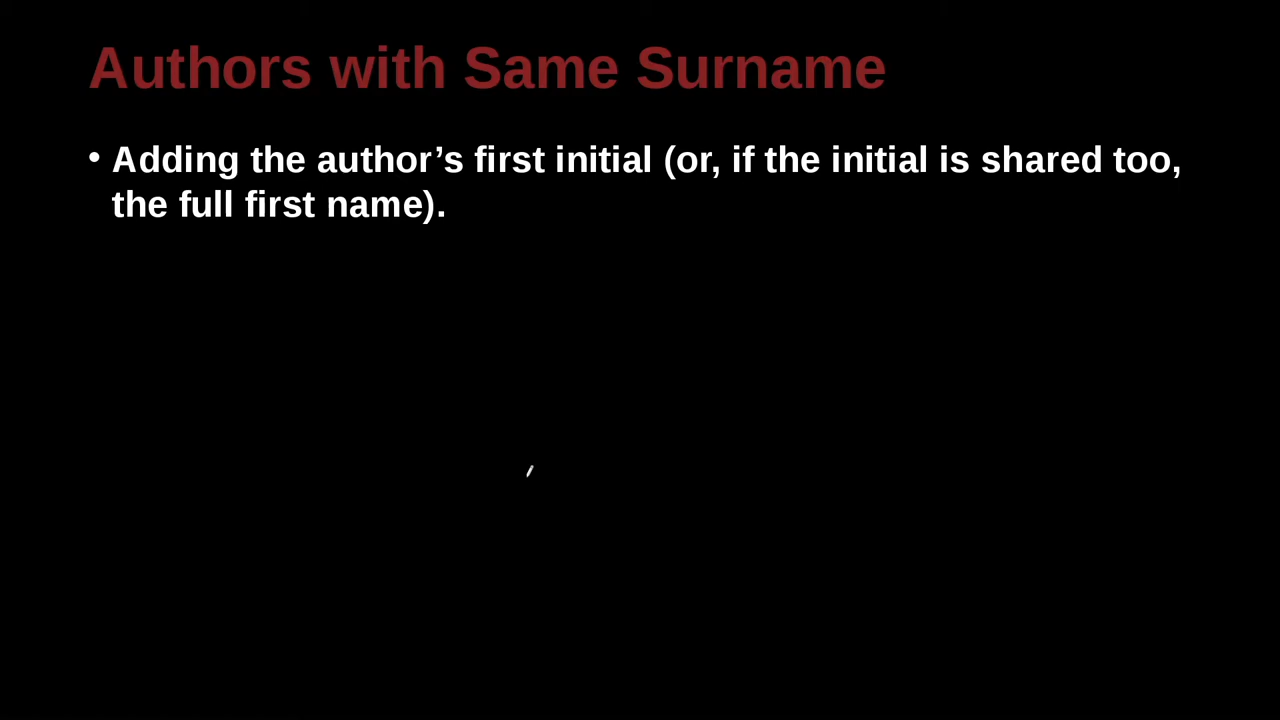 Authors with Same Surname
• Adding the author’s first initial (or, if the initial is shared too,
the full first name).